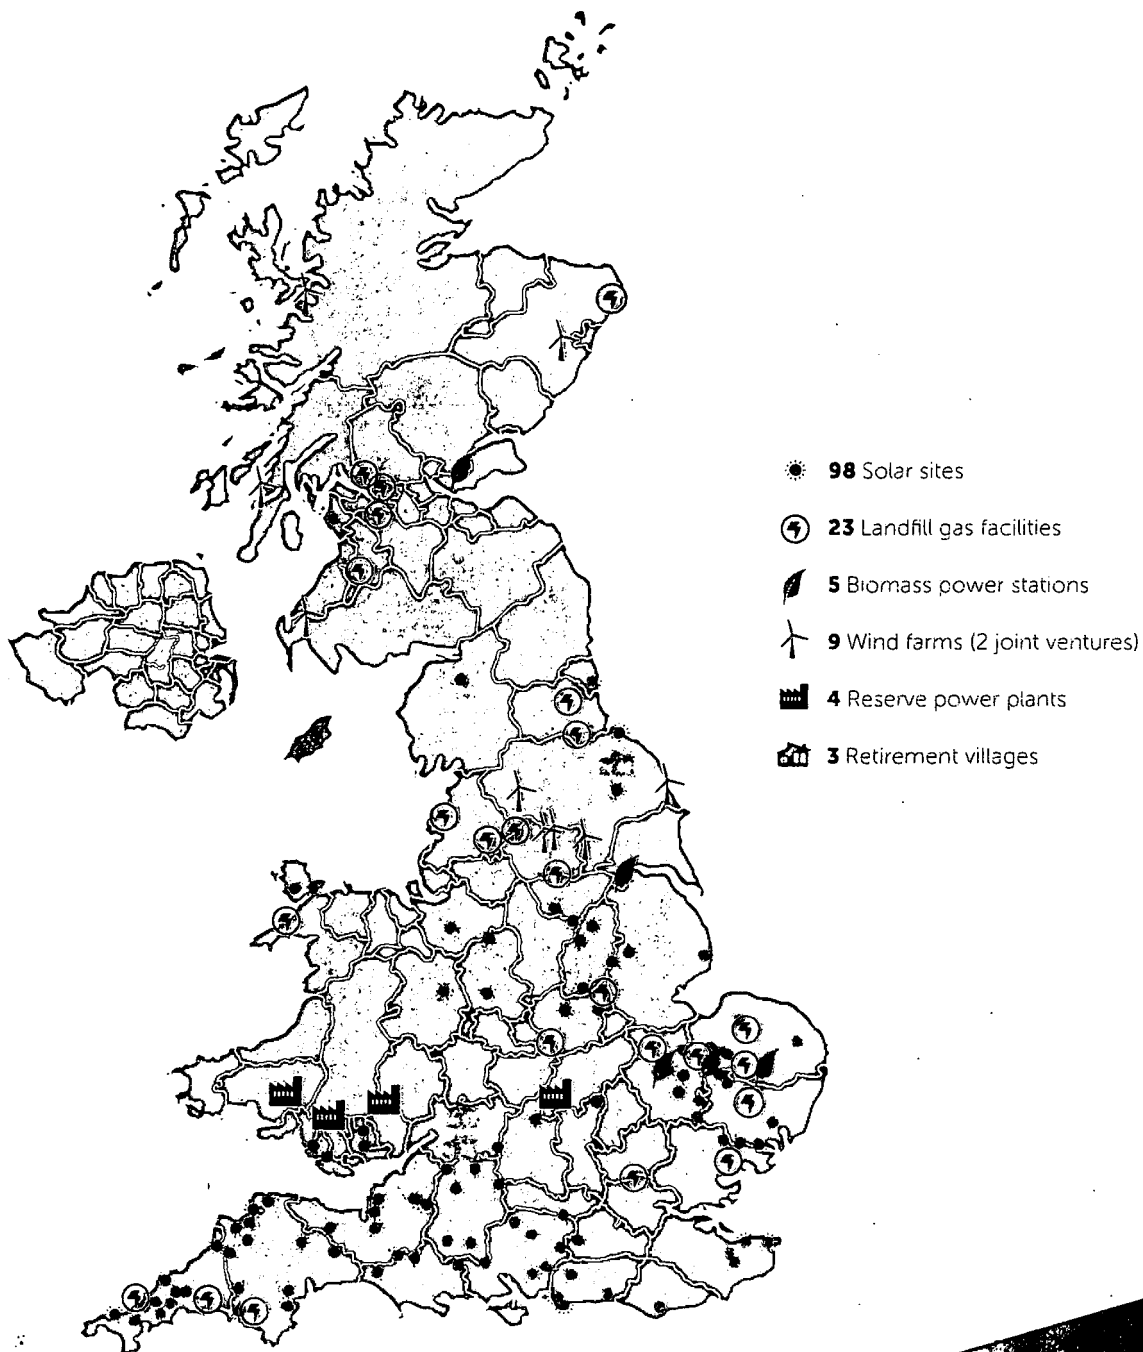 98 Solar sites
23 Landfill gas facilities
5 Biomass power stations
9 Wind farms (2 joint ventures)
4 Reserve power plants
3 Retirement villages